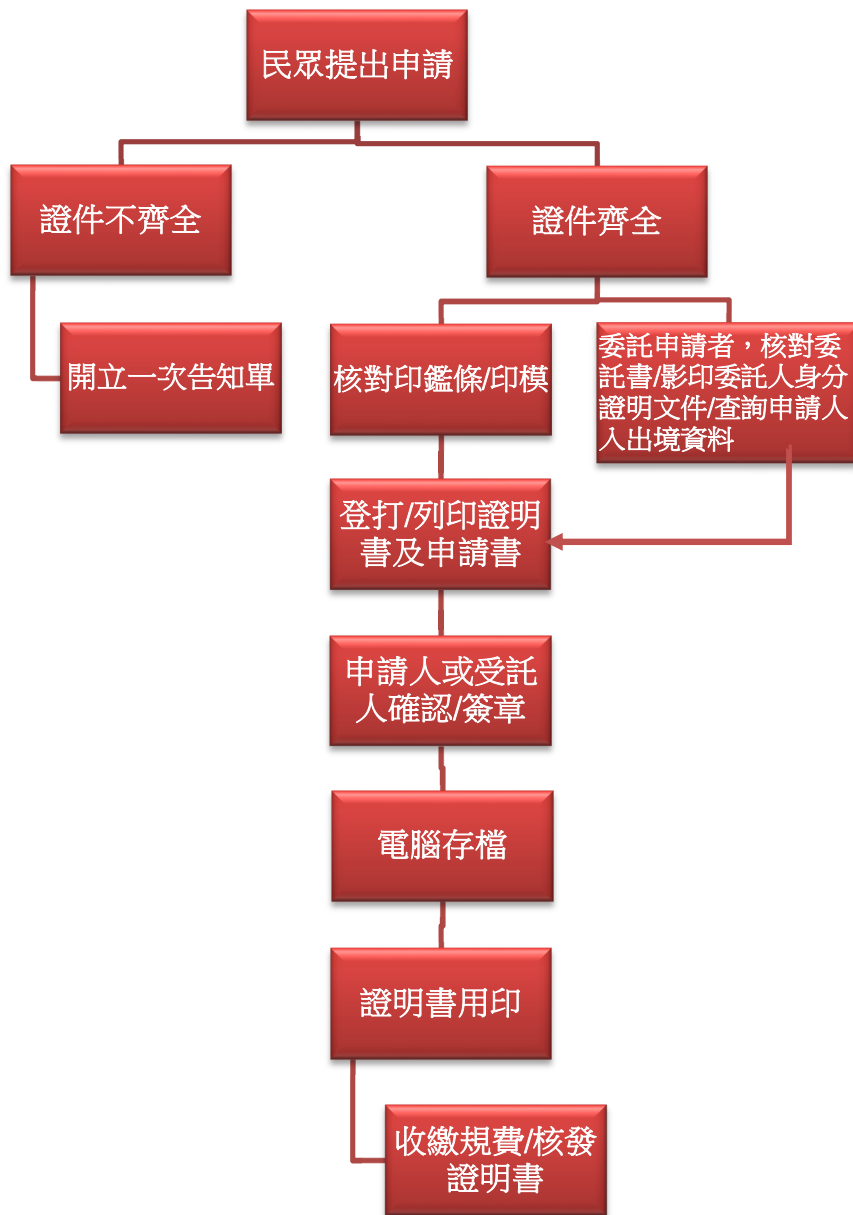 民眾提出申請
證件不齊全
證件齊全
開立一次告知單
核對印鑑條/印模
委託申請者，核對委
託書/影印委託人身分
證明文件/查詢申請人
入出境資料
登打/列印證明
書及申請書
申請人或受託
人確認/簽章
電腦存檔
證明書用印
收繳規費/核發
證明書